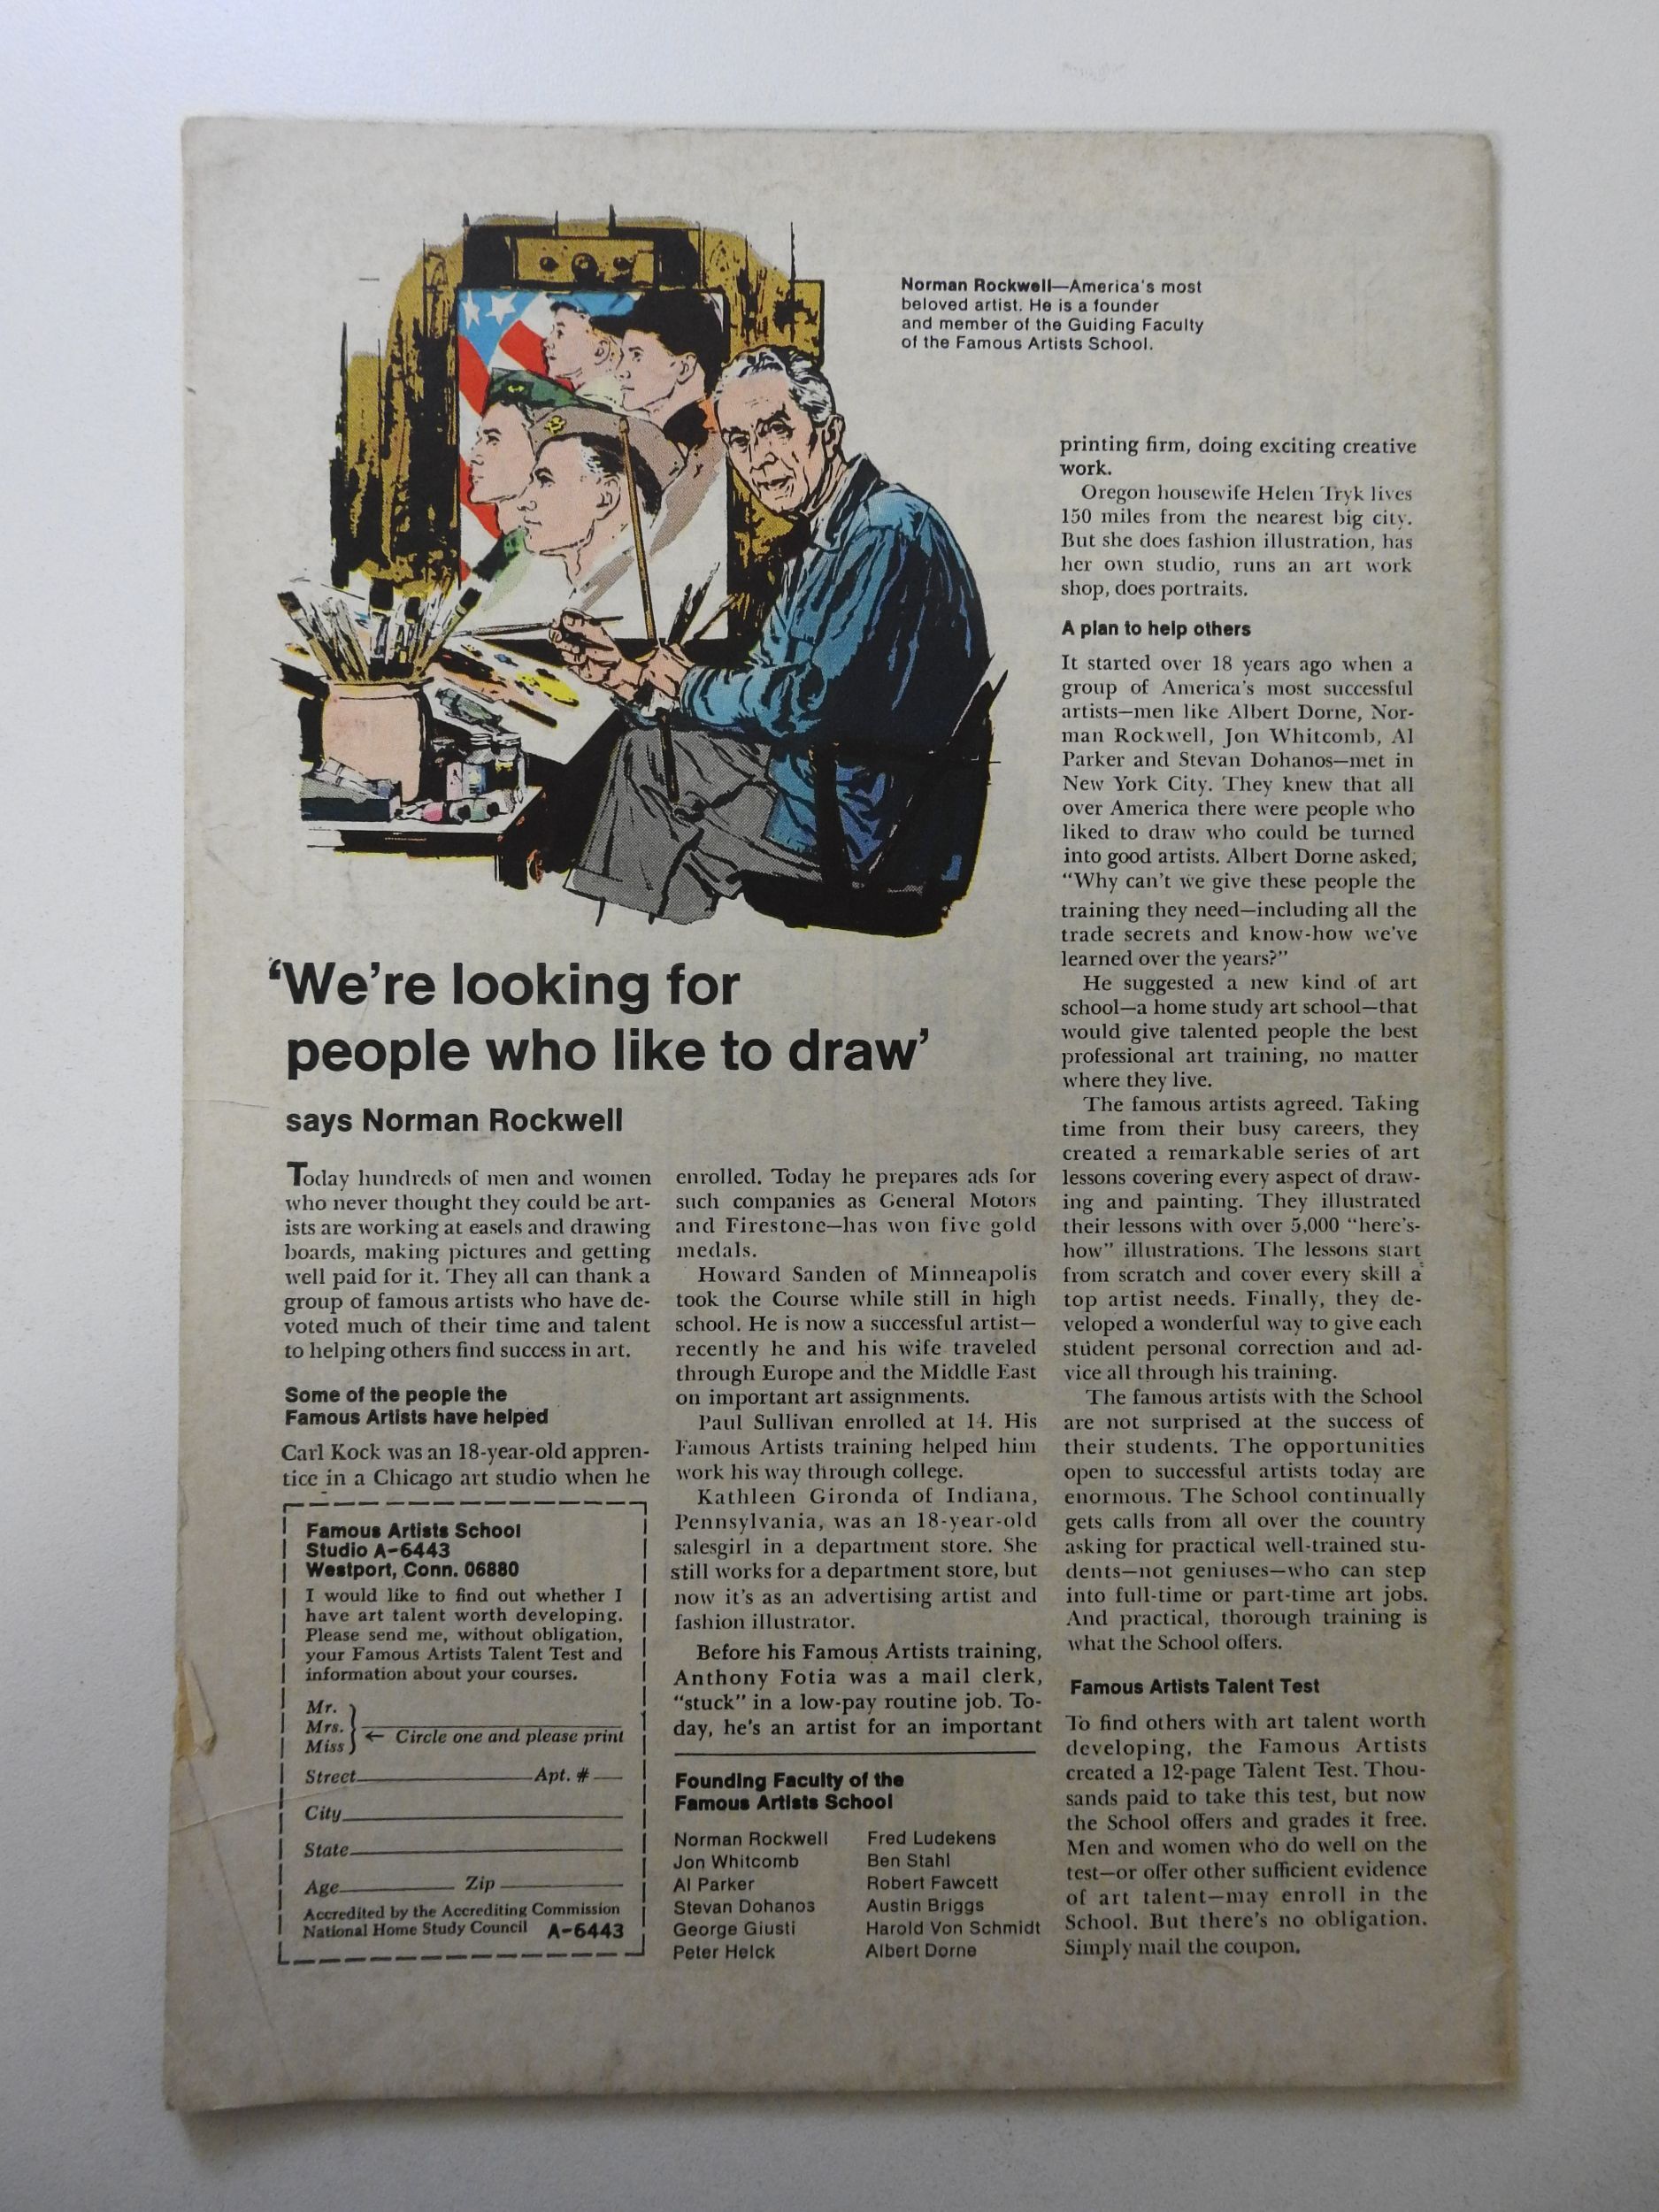 Norman Rockwell—America's most
beloved artist. He is a founder
and member of the Guiding Faculty
of the Famous Artists School.
‘We’re looking for
people who like to draw’
says Norman Rockwell
Today hundreds of men and women
who never thought they could be art-
ists are working at easels and drawing
boards, making pictures and getting
well paid for it. They all can thank a
group of famous artists who have de-
voted much of their time and talent
to helping others find success in art.
Some of the people the
Famous Artists have helped
Carl Kock was an 18-year-old appren-
tice in a Chicago art studio when he
enrolled. Today he prepares ads for
such companies as General Motors
and Firestone—has won five gold
medals.
Howard Sanden of Minneapolis
took the Course while still in high
school. He is now a successful artist—
recently he and his wife traveled
through Europe and the Middle East
on important art assignments.
Paul Sullivan enrolled at 14. His
Famous Artists training helped him
work his way through college.
Kathleen Gironda of Indiana,
Pennsylvania, was an 18-year-old
salesgirl in a department store. She
still works for a department store, but
now it's as an advertising artist and
fashion illustrator.
Before his Famous Artists training,
Anthony Fotia was a mail clerk,
“stuck” in a low-pay routine job. To-
day, he's an artist for an important
printing firm, doing exciting creative
work.
Oregon housewife Helen Tryk lives
150 miles from the nearest big city.
But she does fashion illustration, has
her own studio, runs an art work
shop, does portraits.
A plan to help others
It started over 18 years ago when a
group of America's most successful
artists—men like Albert Dorne, Nor-
man Rockwell, Jon Whitcomb, Al
Parker and Stevan Dohanos—met in
New York City. They knew that all
over America there were people who
liked to draw who could be turned
into good artists. Albert Dorne asked,
“Why can't we give these people the
training they need—including all the
trade secrets and know-how we've
learned over the years?”
He suggested a new kind of art
school—a home study art school—that
would give talented people the best
professional art training, no matter
where they live.
The famous artists agreed. Taking
time from their busy careers, they
created a remarkable series of art
lessons covering every aspect of draw-
ing and painting. They illustrated
their lessons with over 5,000 “here's-
how” illustrations. The lessons start
from scratch and cover every skill a
top artist needs. Finally, they de-
veloped a wonderful way to give each
student personal correction and ad-
vice all through his training.
The famous artists with the School
are not surprised at the success of
their students. The opportunities
open to successful artists today are
enormous. The School continually
gets calls from all over the country
asking for practical well-trained stu-
dents—not geniuses—who can step
into full-time or part-time art jobs.
And practical, thorough training is
what the School offers.
Famous Artists Talent Test
To find others with art talent worth
developing, the Famous Artists
created a 12-page Talent Test. Thou-
sands paid to take this test, but now
the School offers and grades it free.
Men and women who do well on the
test—or offer other sufficient evidence
of art talent—may enroll in the
School. But there's no obligation.
Simply mail the coupon.
Famous Artists School
Studio A-6443
Westport, Conn. 06880
I would like to find out whether I
have art talent worth developing.
Please send me, without obligation,
your Famous Artists Talent Test and
information about your courses.
Mr.
Mrs.
Miss
← Circle one and please print
Street Apt. #
City
State
Age Zip
Accredited by the Accrediting Commission
National Home Study Council A-6443
Founding Faculty of the
Famous Artists School
Norman Rockwell
Jon Whitcomb
Al Parker
Stevan Dohanos
George Giusti
Peter Helck
Fred Ludekens
Ben Stahl
Robert Fawcett
Austin Briggs
Harold Von Schmidt
Albert Dorne